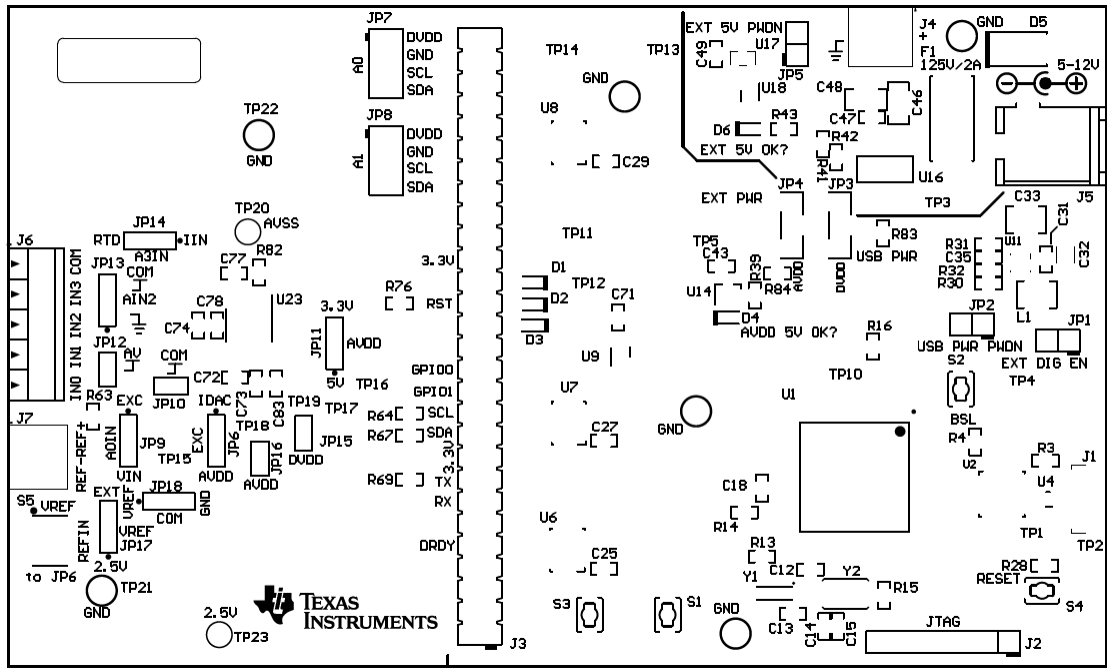 JP7
DVDD
GND
SCL
SDA
A0
JP8
DVDD
GND
SCL
SDA
A1
TP22
GND
TP20
AVSS
JP14
RTD
IIN
A3IN
J6
IN0 IN1 IN2 IN3 COM
JP13
COM
AIN2
JP12
AV
C77
R82
C78
C74
U23
3.3V
JP11
AVDD
5V
COM
JP10
C72
C73
C83
R63
EXC
IDAC
J7
REF-REF+
A0IN
JP9
VIN
TP15
EXC
JP6
AVDD
TP18
JP16
AVDD
TP19
TP17
JP15
DVDD
TP16
S5
VREF
to JP6
EXT
VREF
JP18
GND
COM
REFIN
VREF
JP17
2.5V
TP21
GND
2.5V
TP23
TEXAS
INSTRUMENTS
3.3V
R76
RST
GPIO0
GPIO1
R64
SCL
R67
SDA
3.3V
R69
TX
RX
DRDY
J3
TP14
TP13
GND
U8
C29
TP11
D1
TP12
D2
D3
C71
U9
U7
C27
GND
U6
C25
S3
S1
GND
EXT 5V PWDN
C49
U17
JP5
U18
D6
R43
EXT 5V OK?
J4
+
F1
125V/2A
GND
D5
5-12V
C48
C47
C46
R42
R41
U16
J5
EXT PWR
JP4
JP3
TP3
AVDD
DVDD
TP5
C43
R39
R84
U14
D4
AVDD 5V OK?
R83
USB PWR
C33
C31
C32
R31
C35
R32
R30
U11
L1
JP2
USB PWR PWDN
JP1
EXT DIG EN
TP4
R16
TP10
U1
S2
BSL
R4
U2
R3
J1
U4
TP1
TP2
C18
R14
R13
C12
Y1
Y2
R15
C13
C14
C15
R28
RESET
S4
JTAG
J2